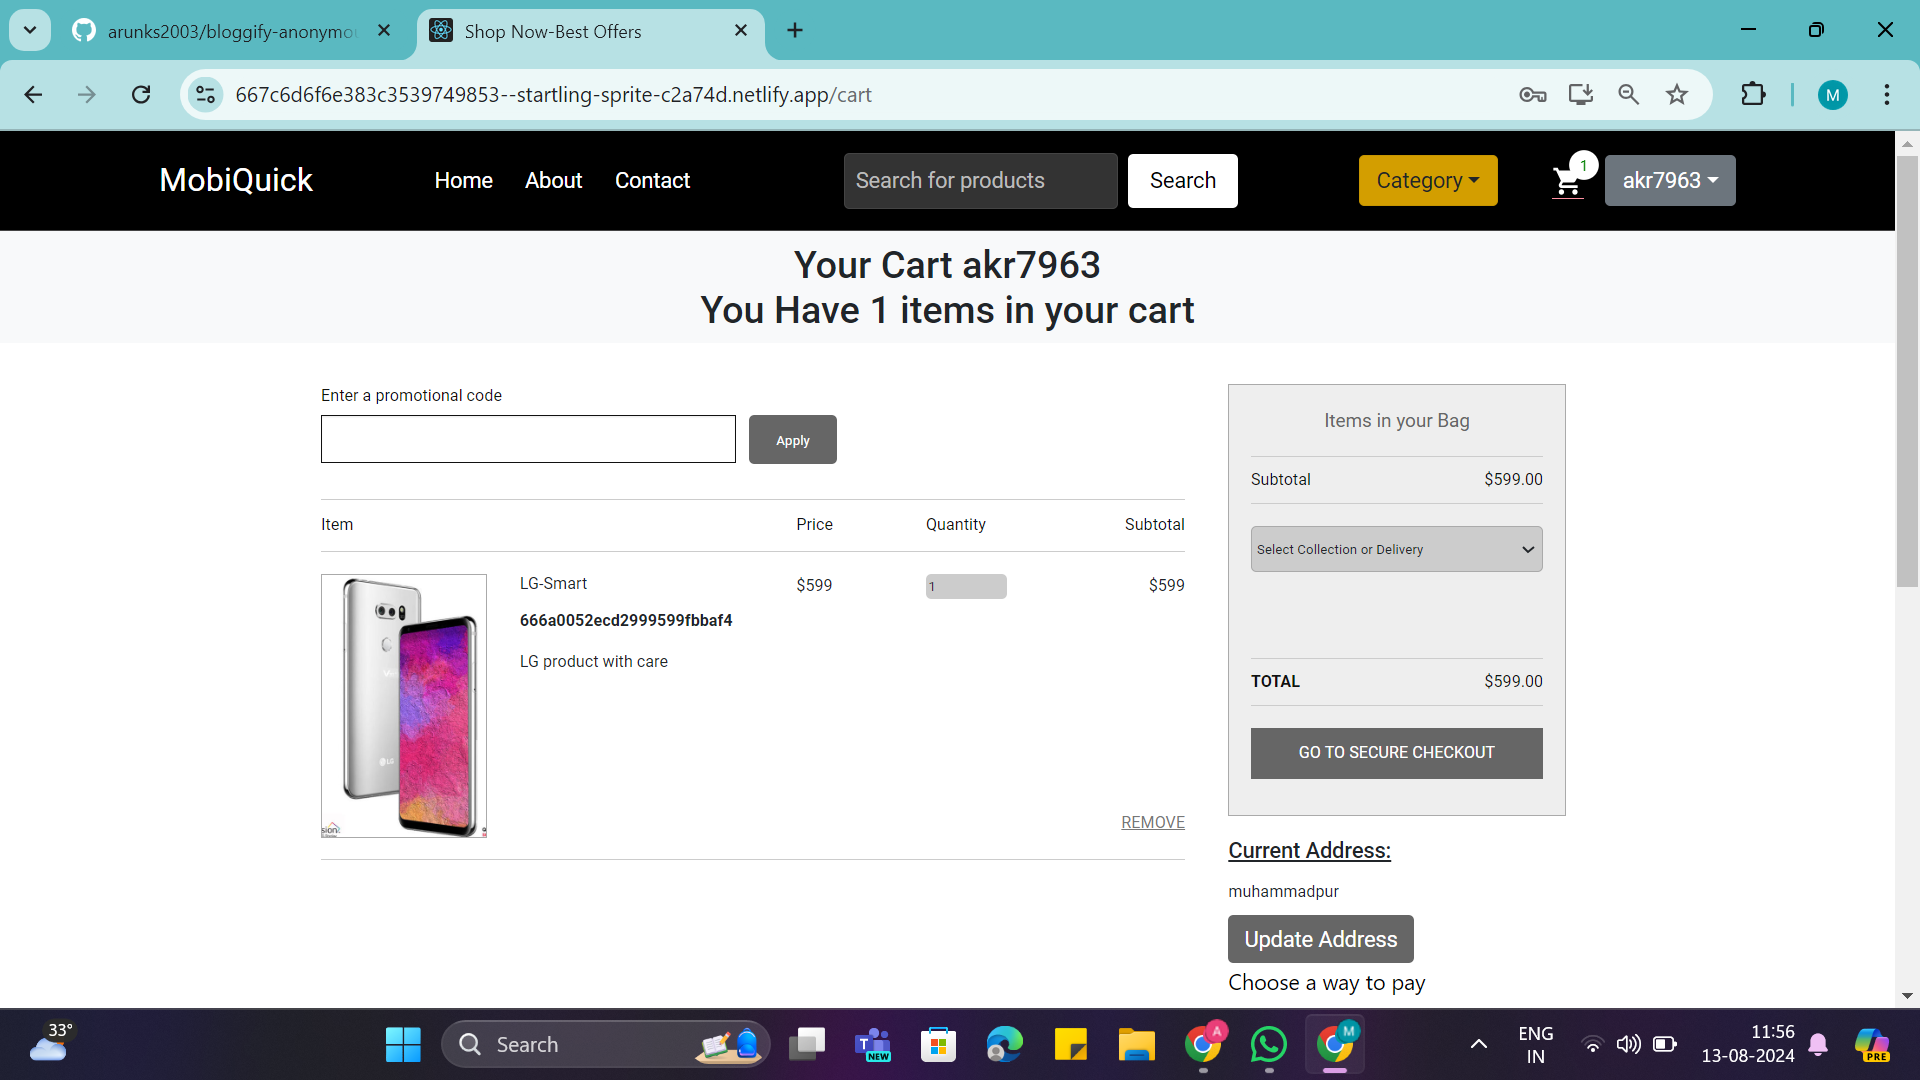 arunks2003/bloggify-anonymou
Shop Now-Best Offers
667c6d6f6e383c3539749853--startling-sprite-c2a74d.netlify.app/cart
M
MobiQuick
Home
About
Contact
Search for products
Search
Category
1
akr7963
Your Cart akr7963
You Have 1 items in your cart
Enter a promotional code
Apply
Item
Price
Quantity
Subtotal
LG-Smart
$599
1
$599
666a0052ecd2999599fbbaf4
LG product with care
LG
REMOVE
Items in your Bag
Subtotal
$599.00
Select Collection or Delivery
TOTAL
$599.00
GO TO SECURE CHECKOUT
Current Address:
muhammadpur
Update Address
Choose a way to pay
33°
Search
T
NEW
A
M
ENG
IN
11:56
13-08-2024
PRE